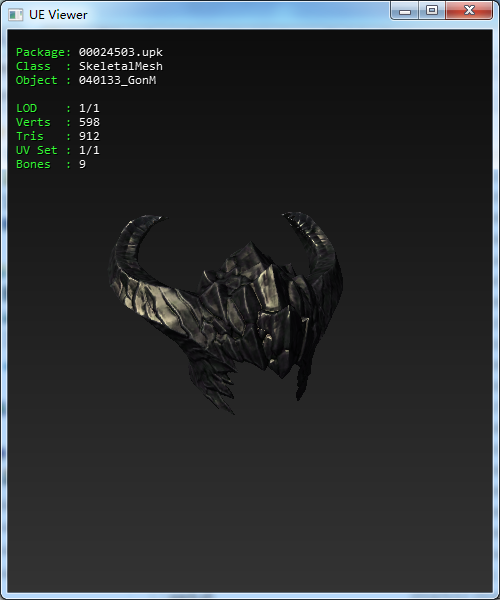 UE Viewer
Package: 00024503.upk
Class : SkeletalMesh
Object : 040133_GonM
LOD : 1/1
Verts : 598
Tris : 912
UV Set : 1/1
Bones : 9